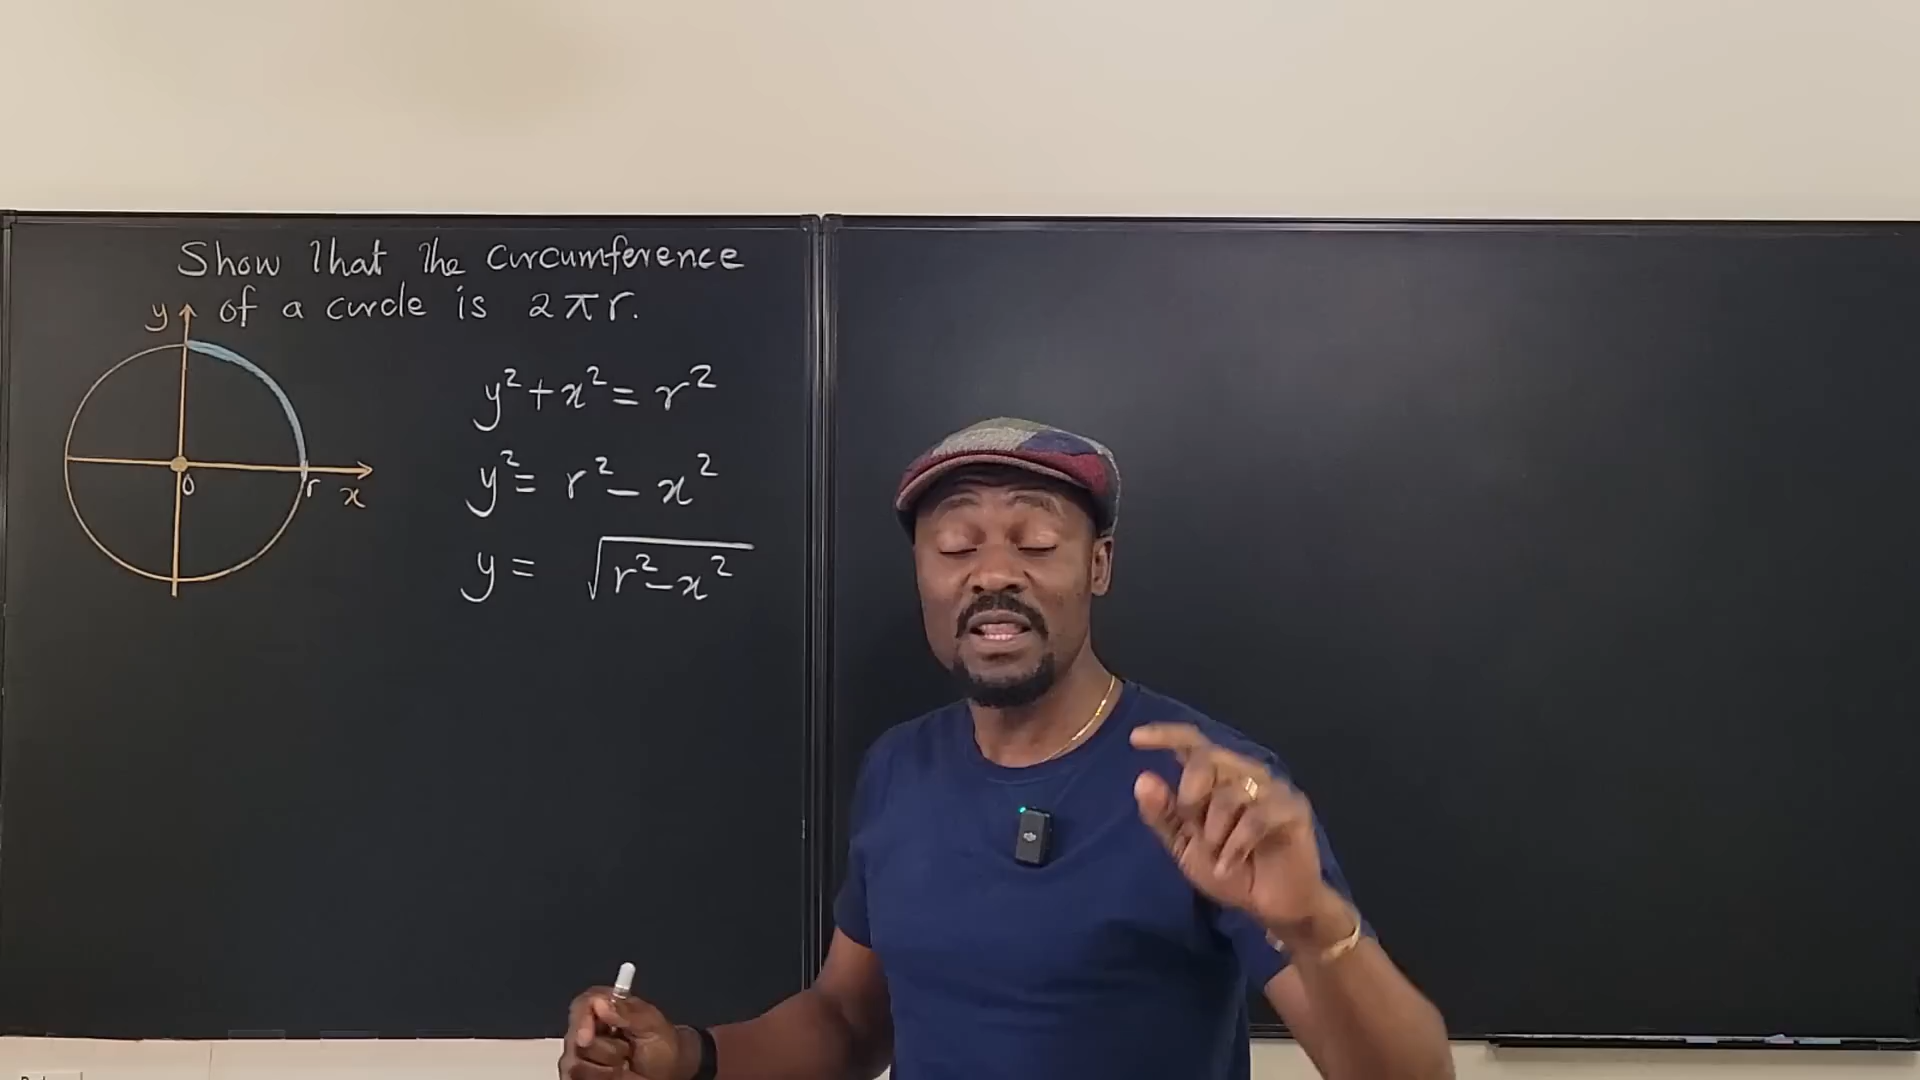 Show that the circumference
of a circle is 2πr.
y
0
r
x
y² + x² = r²
y² = r² − x²
y = √(r² − x²)